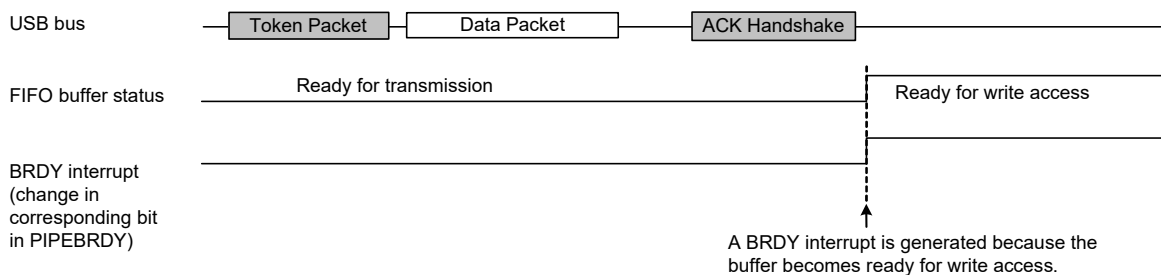 USB bus
Token Packet
Data Packet
ACK Handshake
FIFO buffer status
Ready for transmission
Ready for write access
BRDY interrupt
(change in
corresponding bit
in PIPEBRDY)
A BRDY interrupt is generated because the
buffer becomes ready for write access.